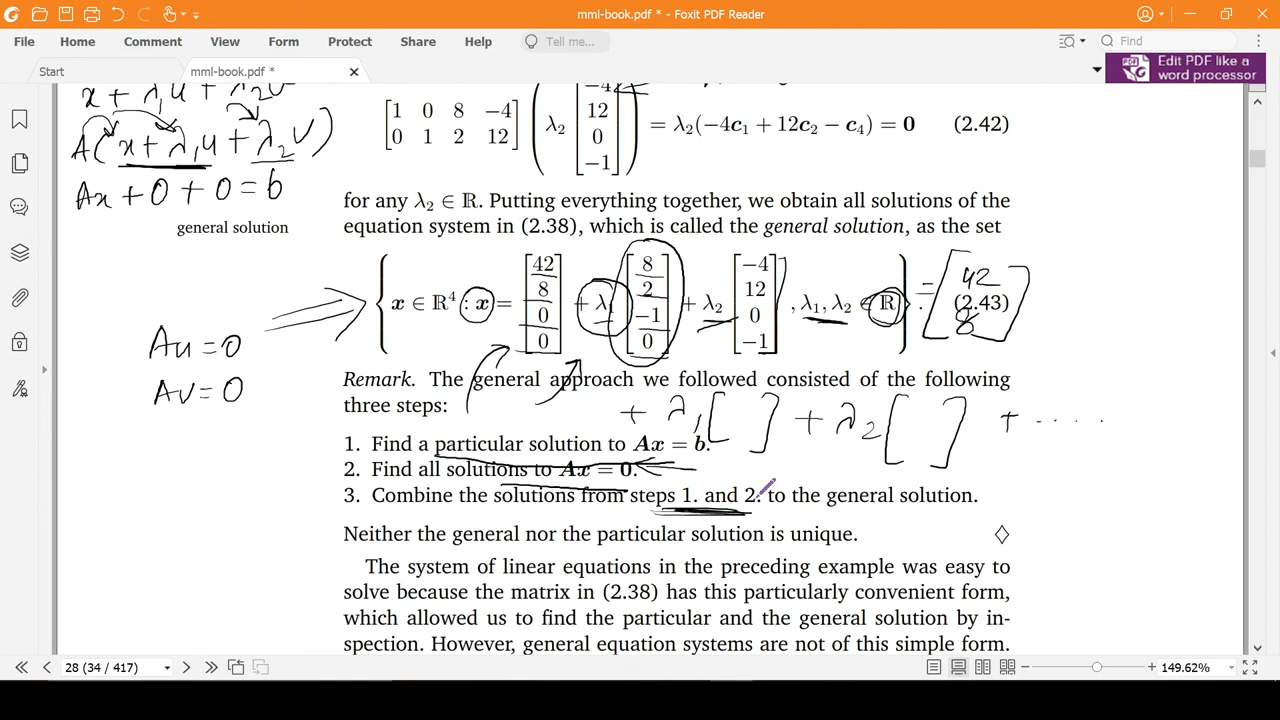 mml-book.pdf * - Foxit PDF Reader
File Home Comment View Form Protect Share Help Tell me... Find
Edit PDF like a
word processor
Start mml-book.pdf *
x + λ₁u + λ₂v
A(x + λ₁u + λ₂v)
Ax + 0 + 0 = b
[1 0 8 -4
0 1 2 12] (λ₂ [-4
12
0
-1]) = λ₂(−4c₁ + 12c₂ − c₄) = 0 (2.42)
for any λ₂ ∈ ℝ. Putting everything together, we obtain all solutions of the
general solution
equation system in (2.38), which is called the general solution, as the set
{ x ∈ ℝ⁴ : x = [42
8
0
0] + λ₁ [8
2
−1
0] + λ₂ [−4
12
0
−1] , λ₁, λ₂ ∈ ℝ } . (2.43)
= [42
8]
Au = 0
Av = 0
Remark. The general approach we followed consisted of the following
three steps:
+ λ₁[ ] + λ₂[ ] + .....
1. Find a particular solution to Ax = b.
2. Find all solutions to Ax = 0.
3. Combine the solutions from steps 1. and 2. to the general solution.
Neither the general nor the particular solution is unique. ♢
The system of linear equations in the preceding example was easy to
solve because the matrix in (2.38) has this particularly convenient form,
which allowed us to find the particular and the general solution by in-
spection. However, general equation systems are not of this simple form.
28 (34 / 417) 149.62%